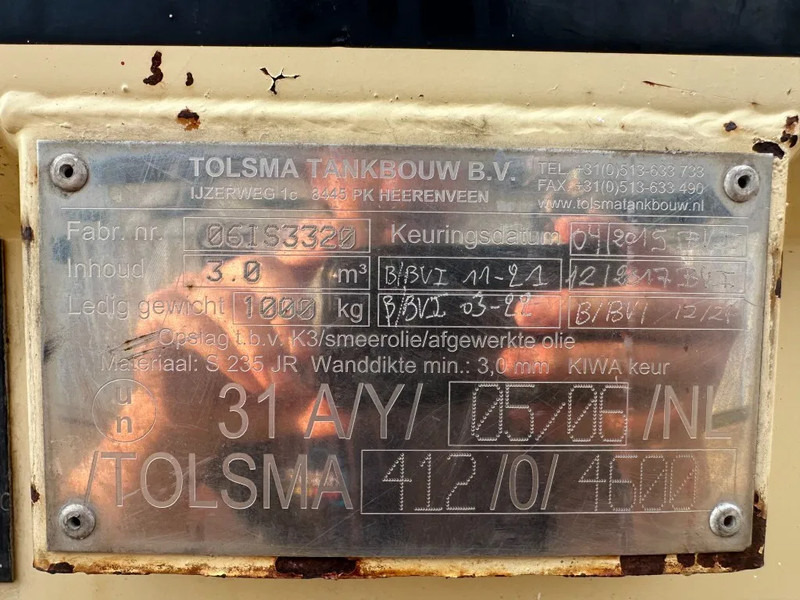 TOLSMA TANKBOUW B.V.
IJZERWEG 1c 8445 PK HEERENVEEN
TEL. +31(0)513-633 733
FAX. +31(0)513-633 490
www.tolsmatankbouw.nl
Fabr. nr. 06IS3320 Keuringsdatum 04/2015
Inhoud 3.0 m³ B/BVI 11-21 12/2017
Ledig gewicht 1000 kg B/BVI 03-22 B/BVI
Opslag t.b.v. K3/smeerolie/afgewerkte olie
Materiaal: S 235 JR Wanddikte min.: 3,0 mm KIWA keur
un 31 A/Y/ 05/06 /NL
/TOLSMA 412 /0/ 4600